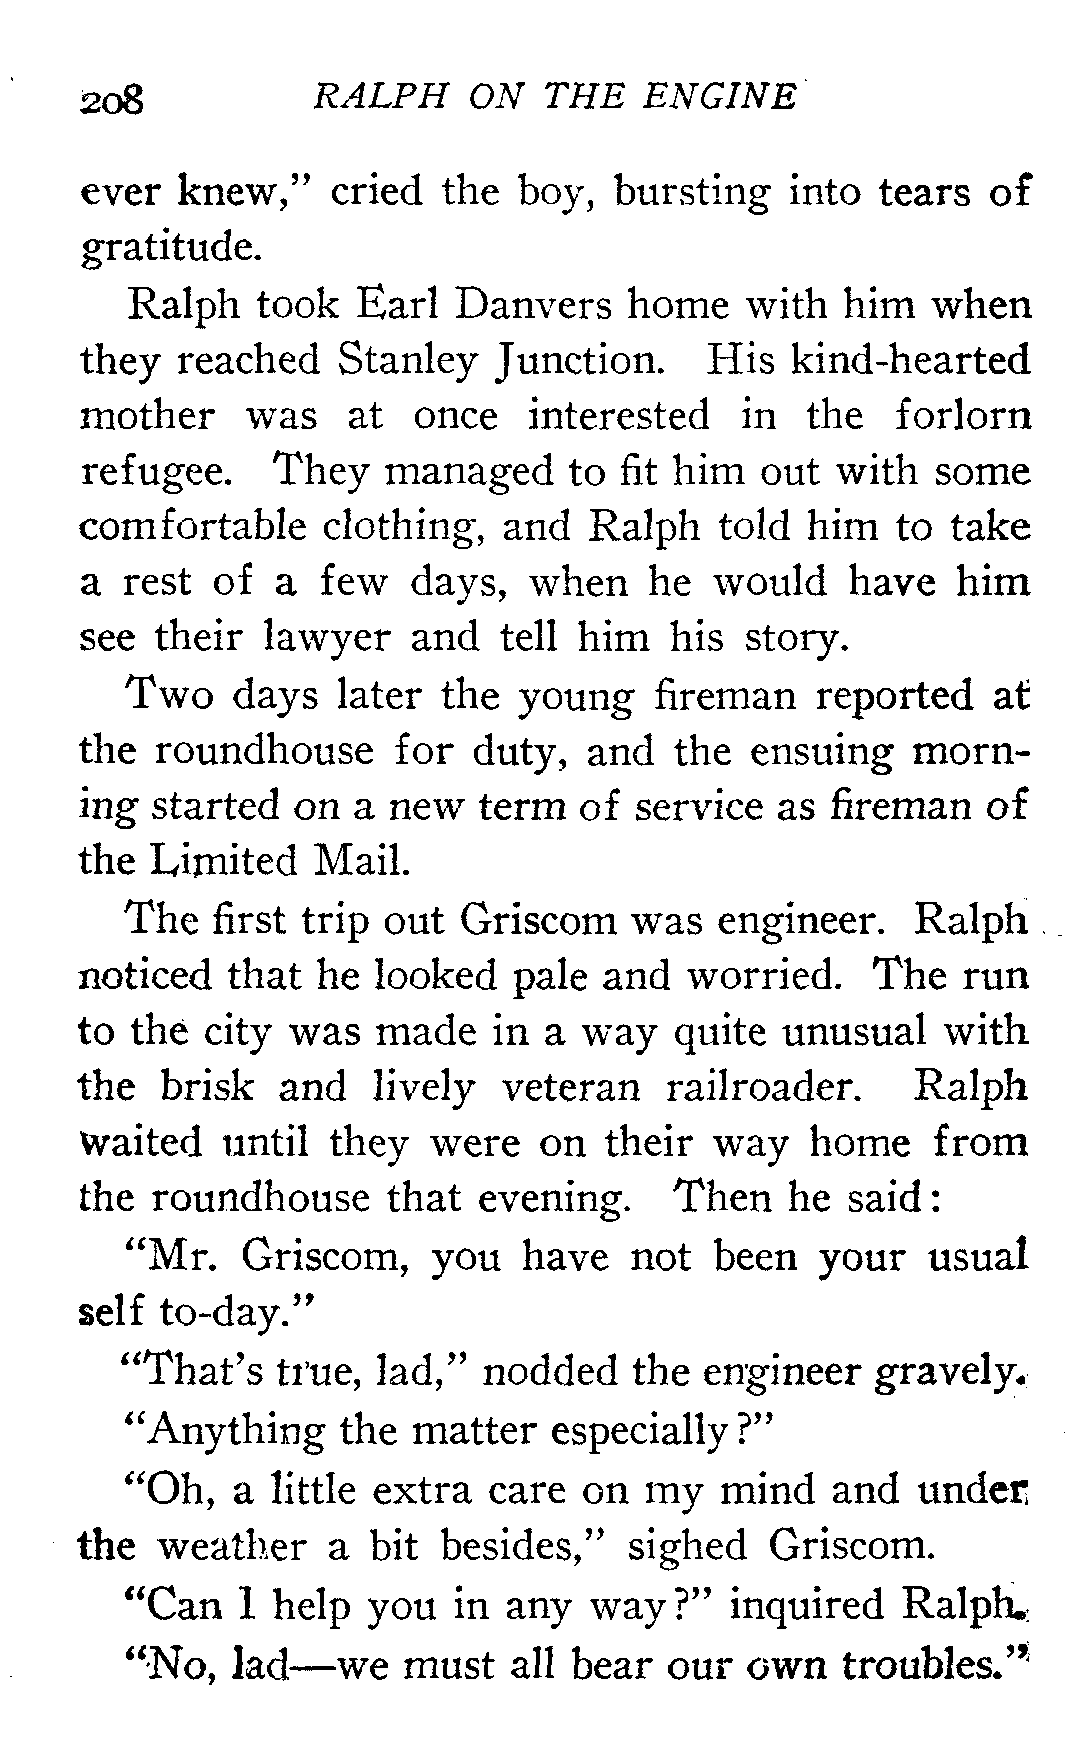 208 RALPH ON THE ENGINE
ever knew," cried the boy, bursting into tears of
gratitude.
Ralph took Earl Danvers home with him when
they reached Stanley Junction. His kind-hearted
mother was at once interested in the forlorn
refugee. They managed to fit him out with some
comfortable clothing, and Ralph told him to take
a rest of a few days, when he would have him
see their lawyer and tell him his story.
Two days later the young fireman reported at
the roundhouse for duty, and the ensuing morn-
ing started on a new term of service as fireman of
the Limited Mail.
The first trip out Griscom was engineer. Ralph
noticed that he looked pale and worried. The run
to the city was made in a way quite unusual with
the brisk and lively veteran railroader. Ralph
waited until they were on their way home from
the roundhouse that evening. Then he said:
"Mr. Griscom, you have not been your usual
self to-day."
"That's true, lad," nodded the engineer gravely.
"Anything the matter especially?"
"Oh, a little extra care on my mind and under
the weather a bit besides," sighed Griscom.
"Can I help you in any way?" inquired Ralph.
"No, lad—we must all bear our own troubles."